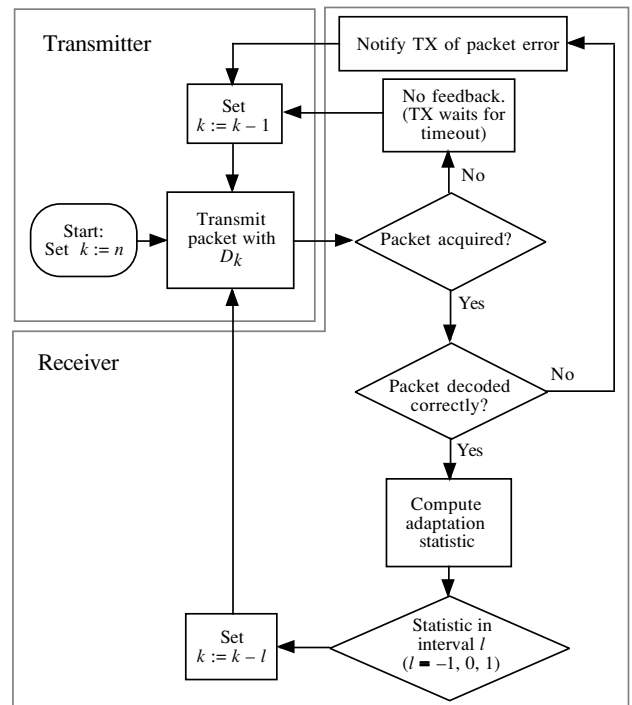 Transmitter
Notify TX of packet error
Set
k := k – 1
No feedback.
(TX waits for
timeout)
No
Start:
Set k := n
Transmit
packet with
Dk
Packet acquired?
Yes
Receiver
Packet decoded
correctly?
No
Yes
Compute
adaptation
statistic
Set
k := k – l
Statistic in
interval l
(l = –1, 0, 1)